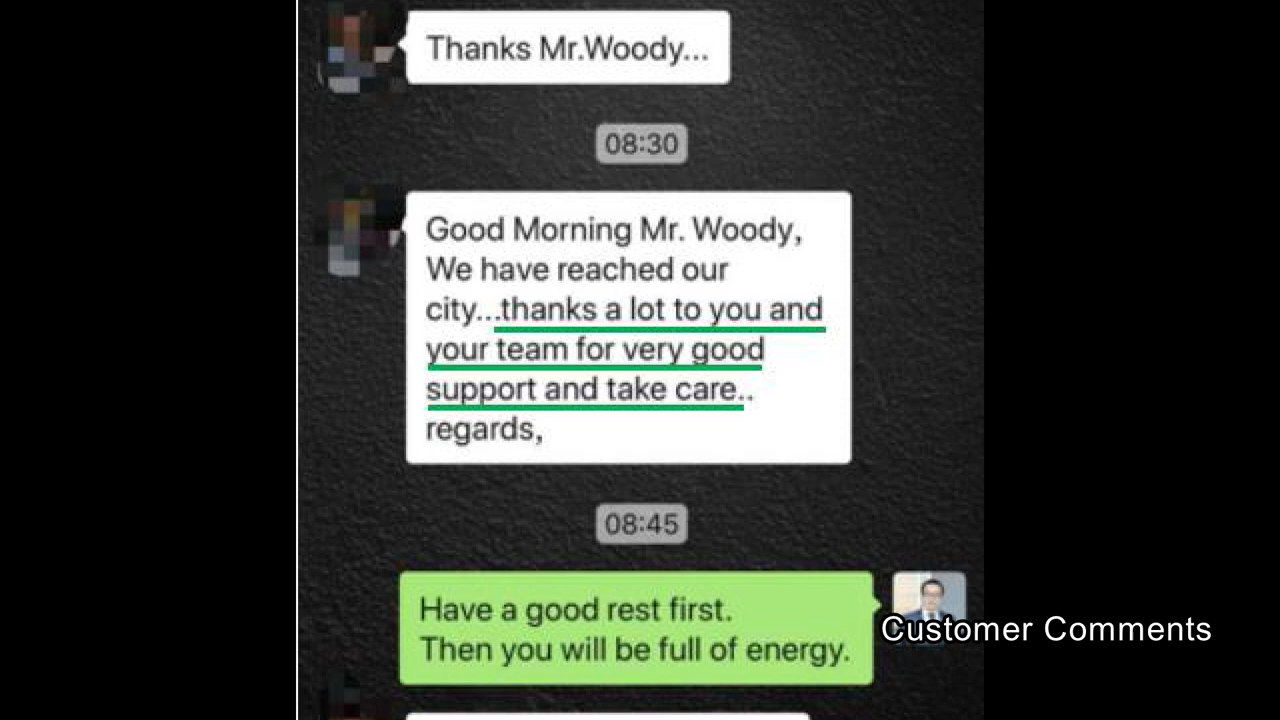 Thanks Mr.Woody...
08:30
Good Morning Mr. Woody,
We have reached our
city...thanks a lot to you and
your team for very good
support and take care..
regards,
08:45
Have a good rest first.
Then you will be full of energy.
Customer Comments